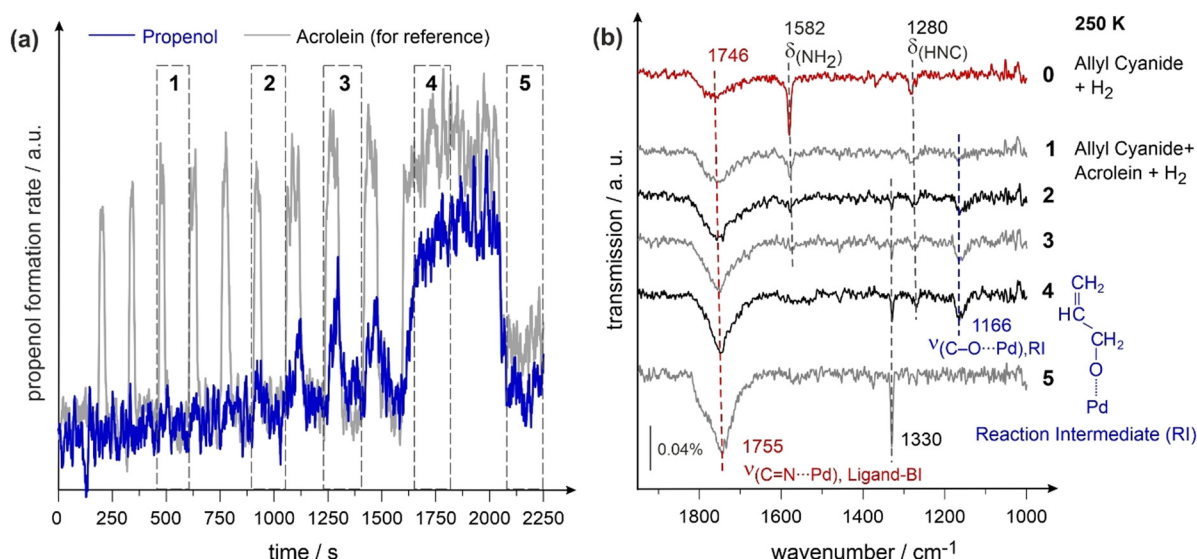 (a)
Propenol
Acrolein (for reference)
1
2
3
4
5
propenol formation rate / a.u.
0 250 500 750 1000 1250 1500 1750 2000 2250
time / s
(b)
250 K
1746
1582
δ(NH2)
1280
δ(HNC)
0
Allyl Cyanide
+ H2
1
Allyl Cyanide+
Acrolein + H2
2
3
4
1166
ν(C–O···Pd),RI
5
0.04%
1755
ν(C=N···Pd), Ligand-BI
1330
CH2
H
CH2
O
Pd
Reaction Intermediate (RI)
transmission / a. u.
1800 1600 1400 1200 1000
wavenumber / cm-1